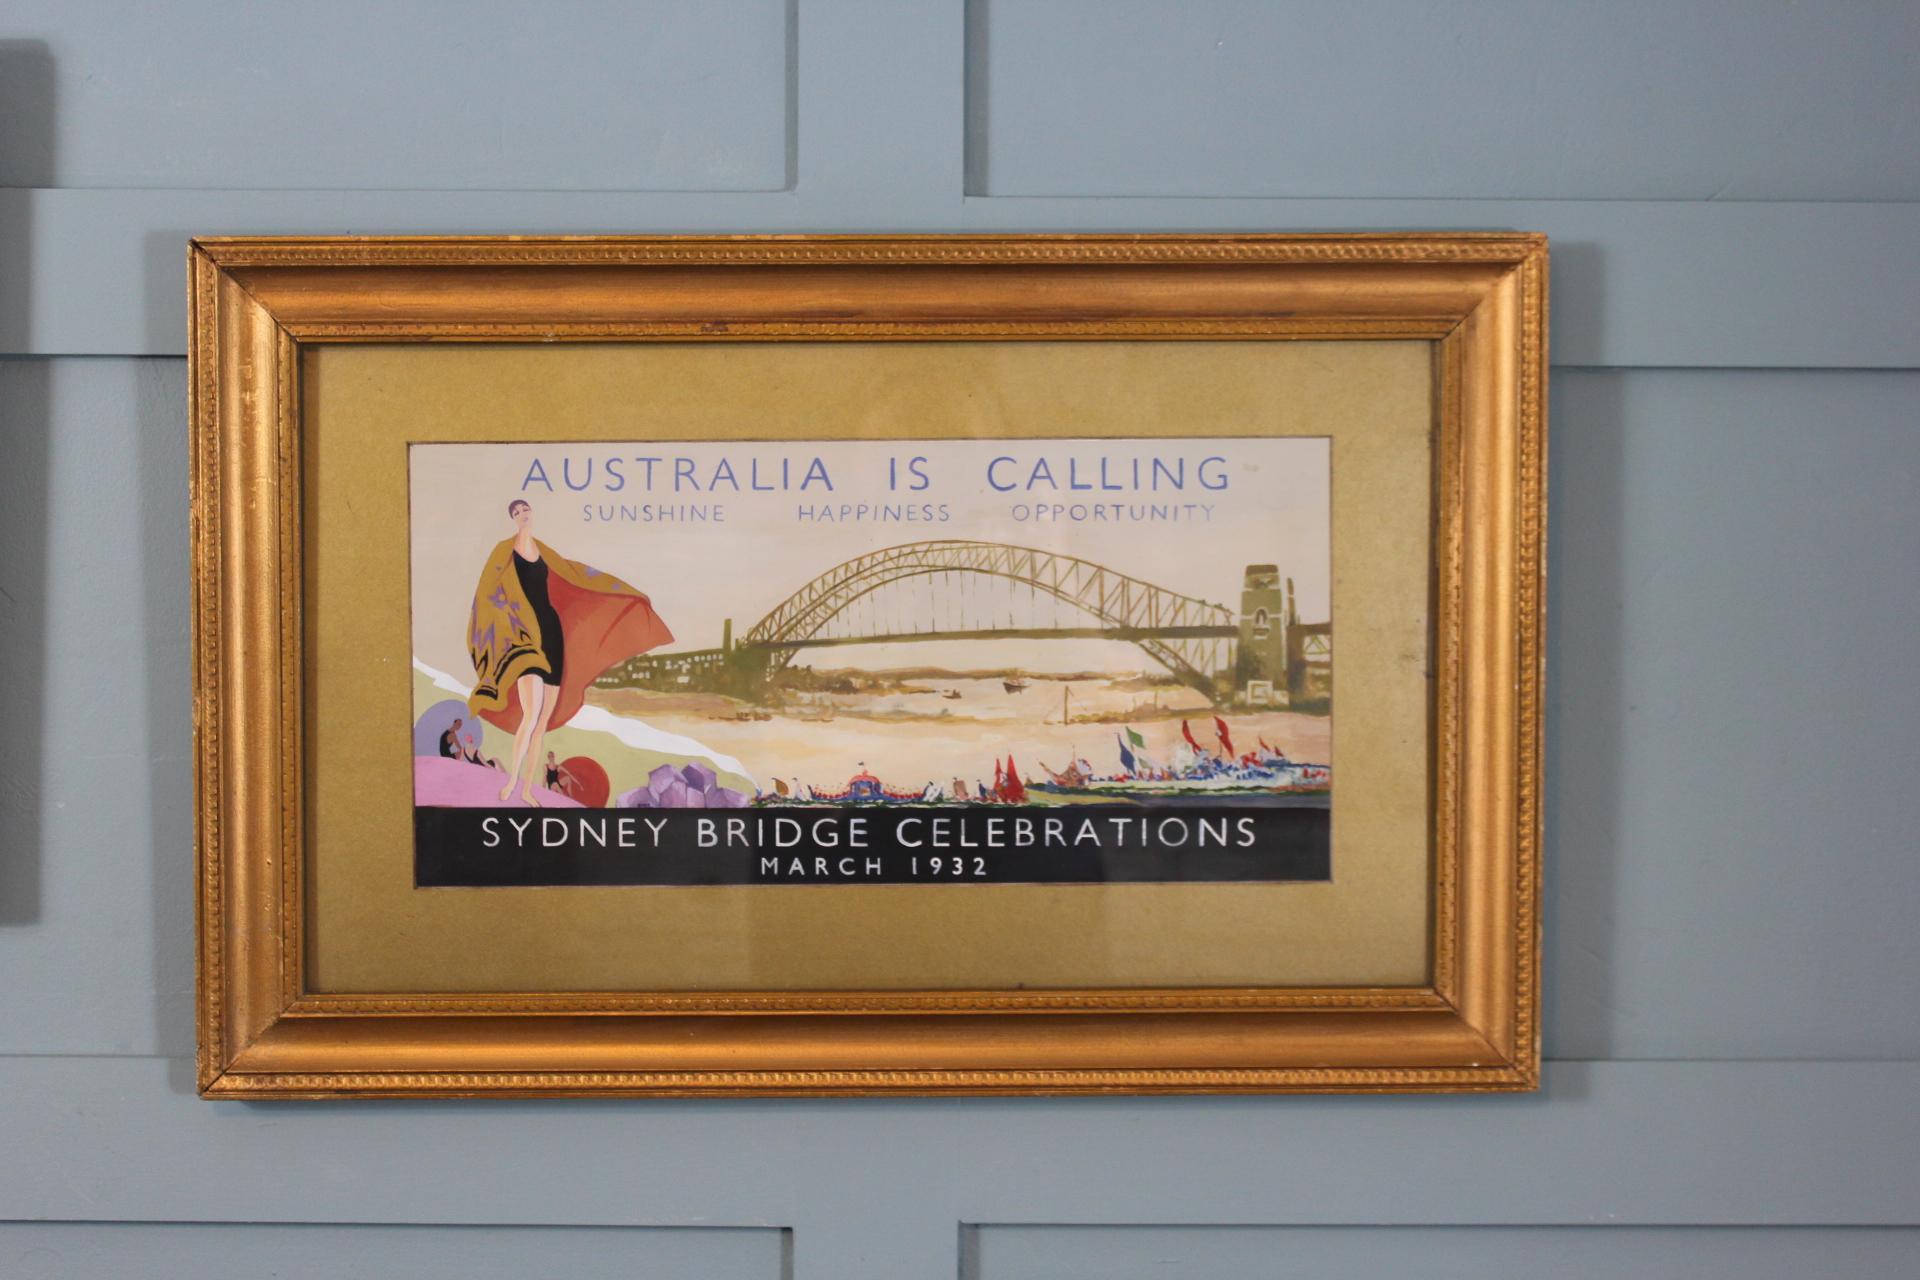 AUSTRALIA IS CALLING
SUNSHINE HAPPINESS OPPORTUNITY
SYDNEY BRIDGE CELEBRATIONS
MARCH 1932